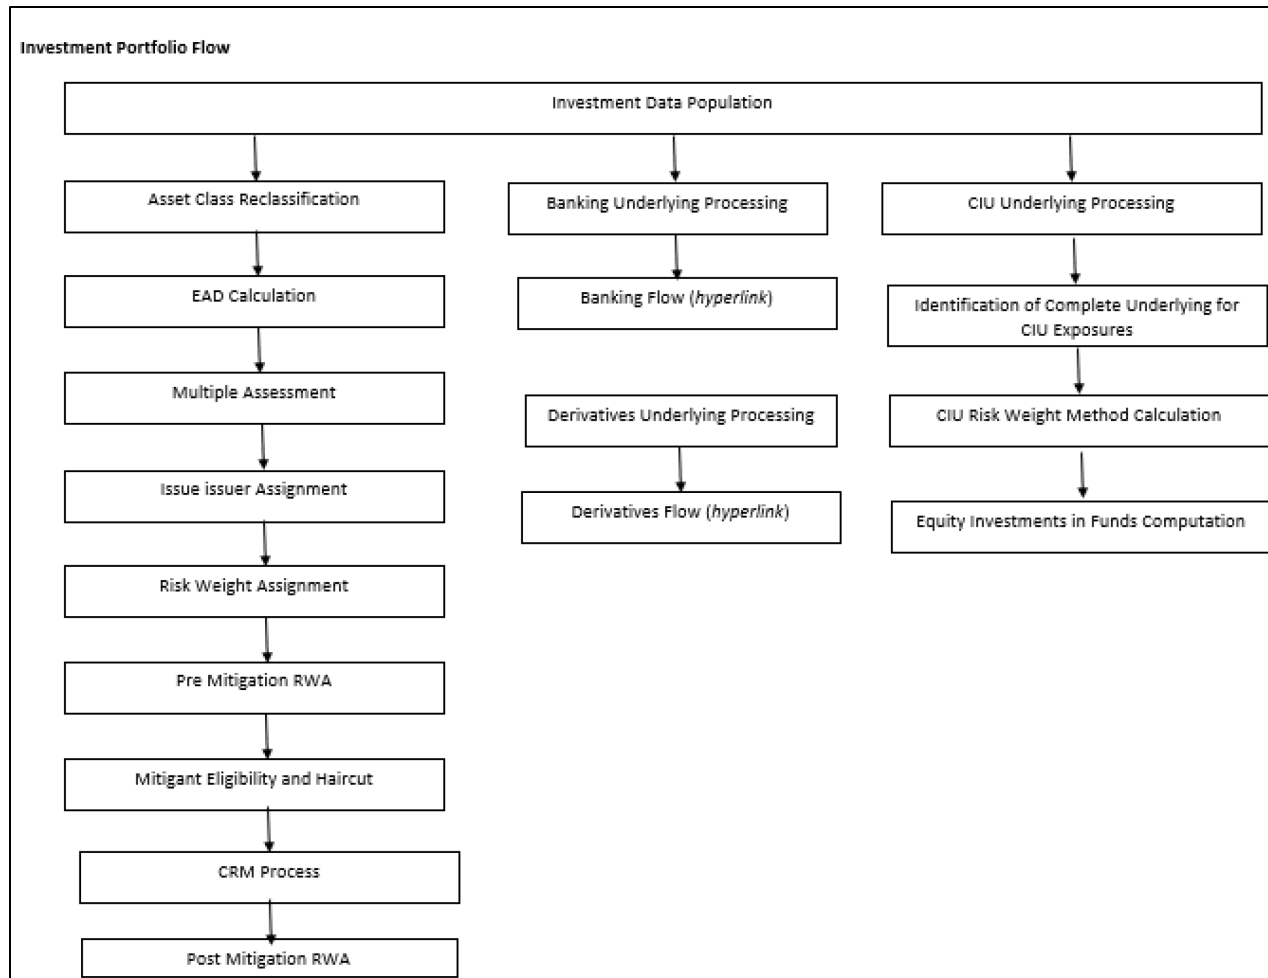 Investment Portfolio Flow
Investment Data Population
Asset Class Reclassification
EAD Calculation
Multiple Assessment
Issue issuer Assignment
Risk Weight Assignment
Pre Mitigation RWA
Mitigant Eligibility and Haircut
CRM Process
Post Mitigation RWA
Banking Underlying Processing
Banking Flow (hyperlink)
Derivatives Underlying Processing
Derivatives Flow (hyperlink)
CIU Underlying Processing
Identification of Complete Underlying for
CIU Exposures
CIU Risk Weight Method Calculation
Equity Investments in Funds Computation